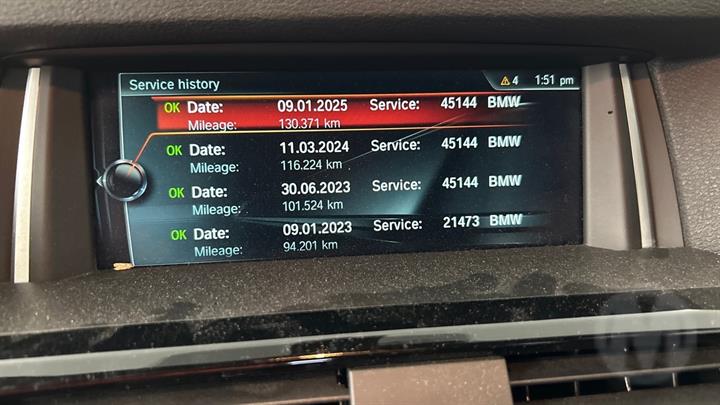 Service history 4 1:51 pm
OK Date: 09.01.2025 Service: 45144 BMW
Mileage: 130.371 km
OK Date: 11.03.2024 Service: 45144 BMW
Mileage: 116.224 km
OK Date: 30.06.2023 Service: 45144 BMW
Mileage: 101.524 km
OK Date: 09.01.2023 Service: 21473 BMW
Mileage: 94.201 km